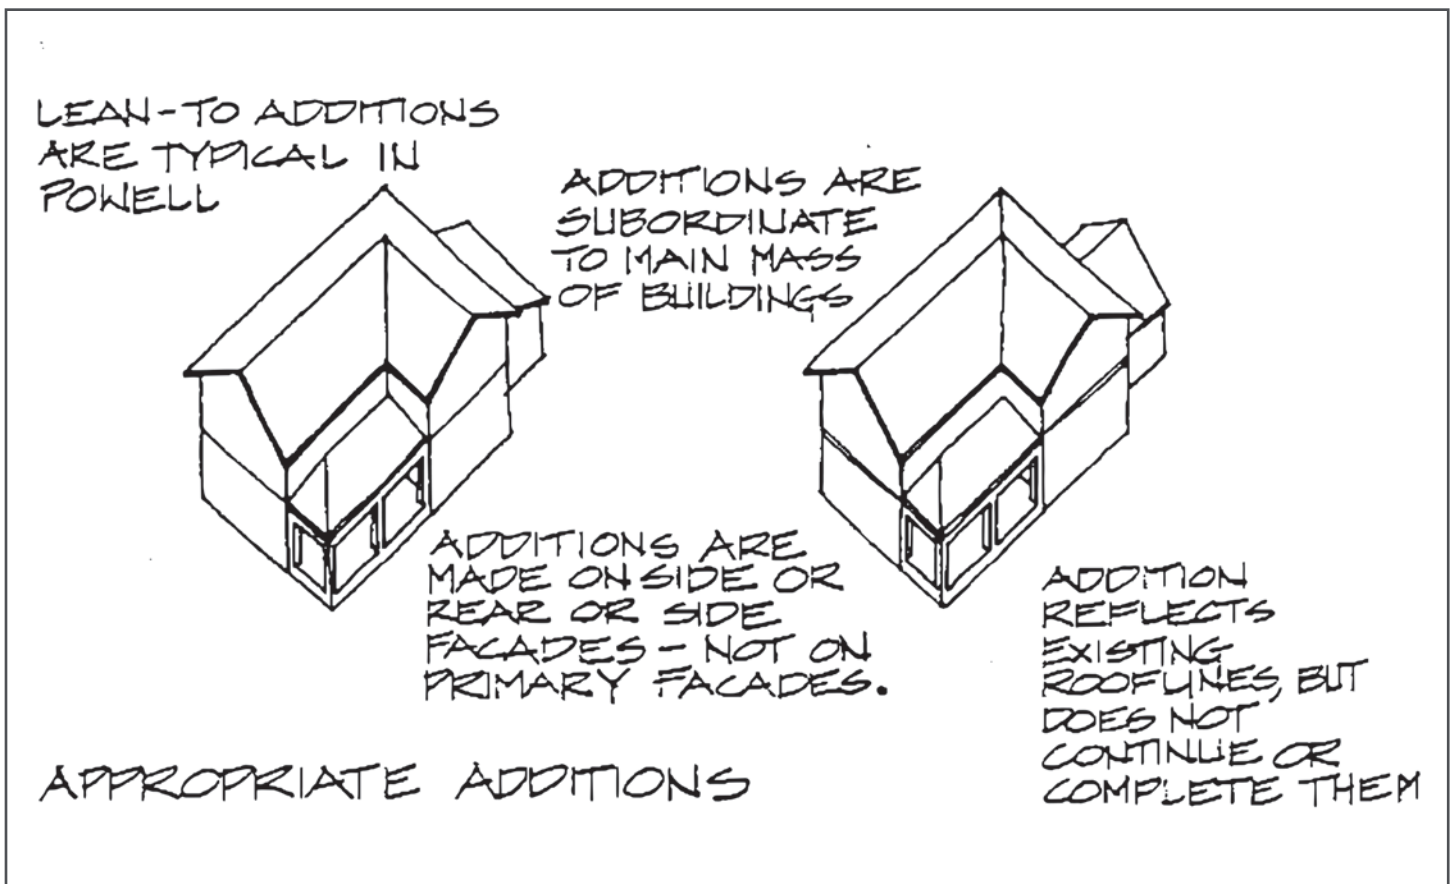 LEAN-TO ADDITIONS
ARE TYPICAL IN
POWELL
ADDITIONS ARE
SUBORDINATE
TO MAIN MASS
OF BUILDINGS
ADDITIONS ARE
MADE ON SIDE OR
REAR OR SIDE
FACADES - NOT ON
PRIMARY FACADES.
ADDITION
REFLECTS
EXISTING
ROOFLINES, BUT
DOES NOT
CONTINUE OR
COMPLETE THEM
APPROPRIATE ADDITIONS